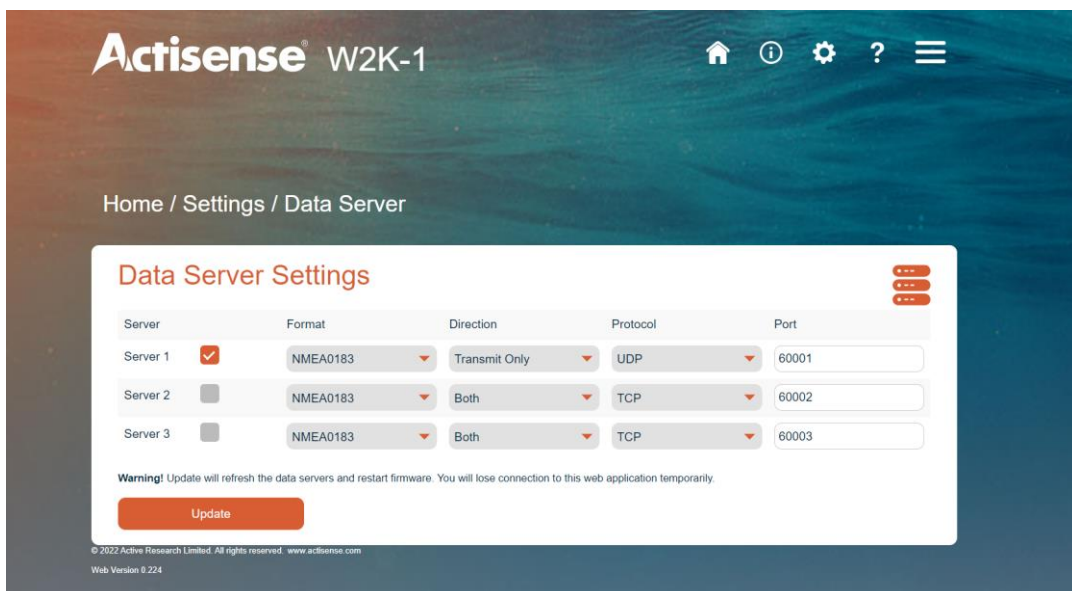 Actisense® W2K-1
Home / Settings / Data Server
Data Server Settings
Server Format Direction Protocol Port
Server 1 NMEA0183 Transmit Only UDP 60001
Server 2 NMEA0183 Both TCP 60002
Server 3 NMEA0183 Both TCP 60003
Warning! Update will refresh the data servers and restart firmware. You will lose connection to this web application temporarily.
Update
© 2022 Active Research Limited. All rights reserved. www.actisense.com
Web Version 0.224